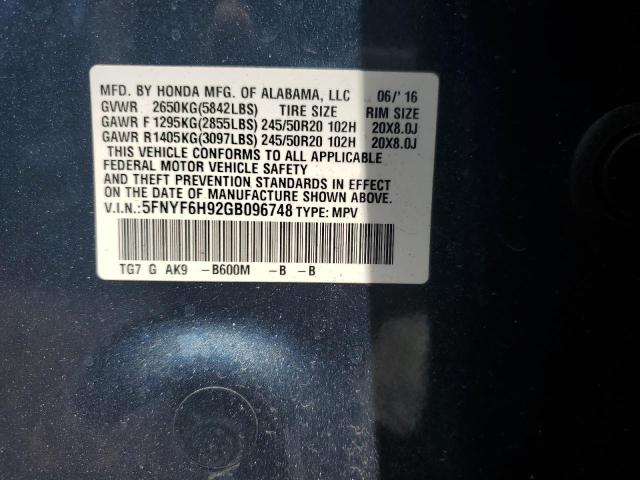 MFD. BY HONDA MFG. OF ALABAMA, LLC 06/' 16
GVWR 2650KG(5842LBS) TIRE SIZE RIM SIZE
GAWR F 1295KG(2855LBS) 245/50R20 102H 20X8.0J
GAWR R 1405KG(3097LBS) 245/50R20 102H 20X8.0J
THIS VEHICLE CONFORMS TO ALL APPLICABLE
FEDERAL MOTOR VEHICLE SAFETY
AND THEFT PREVENTION STANDARDS IN EFFECT
ON THE DATE OF MANUFACTURE SHOWN ABOVE.
V.I.N.:5FNYF6H92GB096748 TYPE: MPV
TG7 G AK9 -B600M -B -B